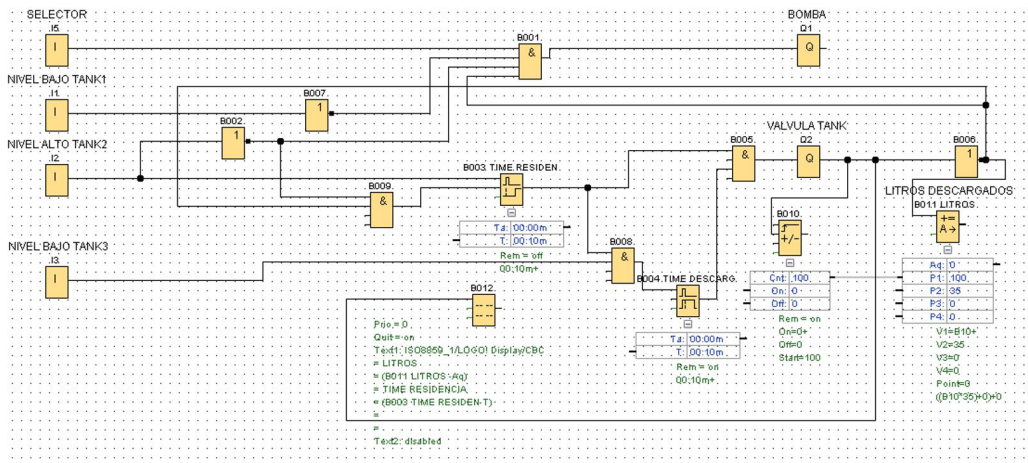 SELECTOR
I5
I
BOMBA
Q1
Q
B001
&
NIVEL BAJO TANK1
I1
I
B007
1
B002
1
NIVEL ALTO TANK2
I2
I
VALVULA TANK
B005
&
Q2
Q
B006
1
B003 TIME RESIDEN
B009
&
Ta: 00:00m
T: 00:10m
Rem = off
00:10m+
LITROS DESCARGADOS
B011 LITROS
+=
A→
B010
+/-
NIVEL BAJO TANK3
I3
I
B008
&
B004 TIME DESCARG
Ta: 00:00m
T: 00:10m
Rem = on
00:10m+
Cnt: 100
On: 0
Off: 0
Rem = on
On=0+
Off=0
Start=100
Aq: 0
P1: 100
P2: 35
P3: 0
P4: 0
V1=B10+
V2=35
V3=0
V4=0
Point=0
((B10*35)+0)+0
B012
Prio = 0
Quit = on
Text1: ISO8859_1/LOGO! Display/CBC
= LITROS
= (B011 LITROS -Aq)
= TIME RESIDENCIA
= (B003 TIME RESIDEN-T)
=
=
Text2: disabled